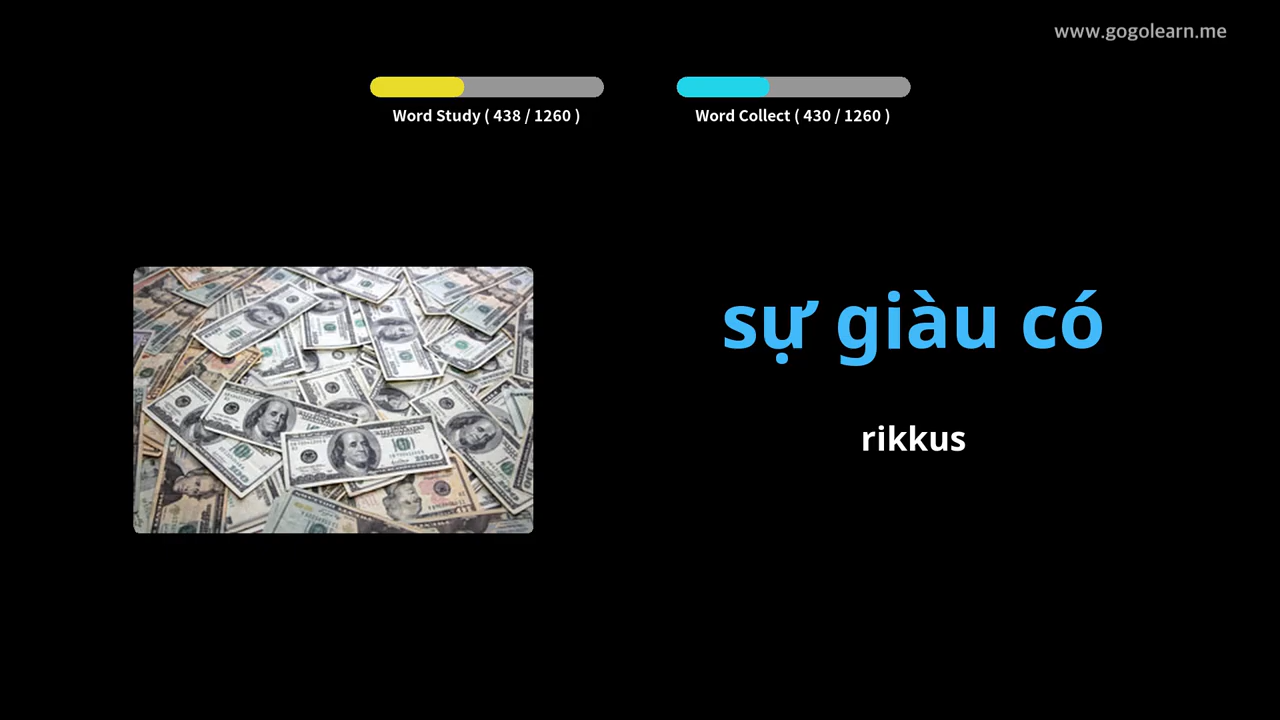 www.gogolearn.me
Word Study ( 438 / 1260 )
Word Collect ( 430 / 1260 )
sự giàu có
rikkus